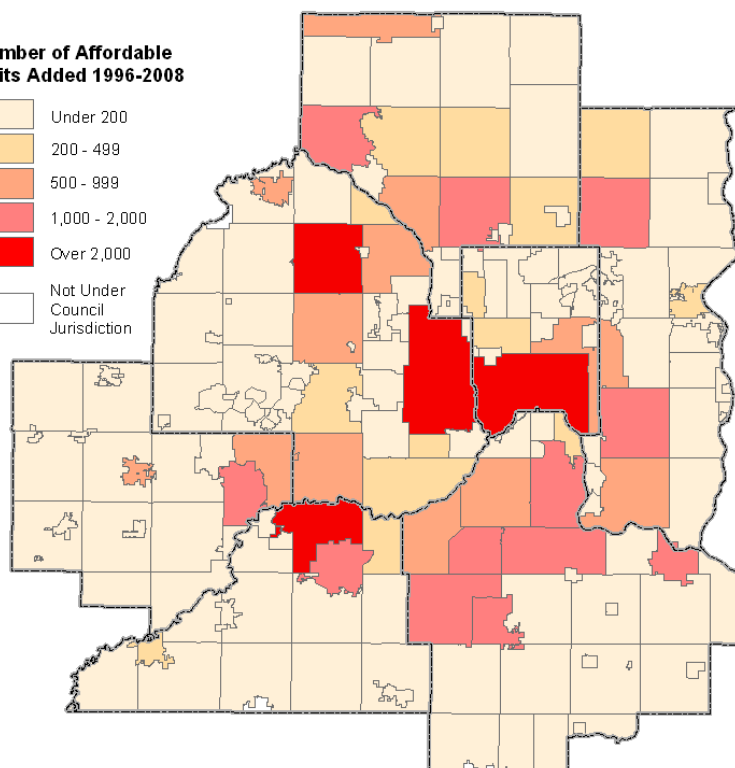 mber of Affordable
its Added 1996-2008
Under 200
200 - 499
500 - 999
1,000 - 2,000
Over 2,000
Not Under
Council
Jurisdiction